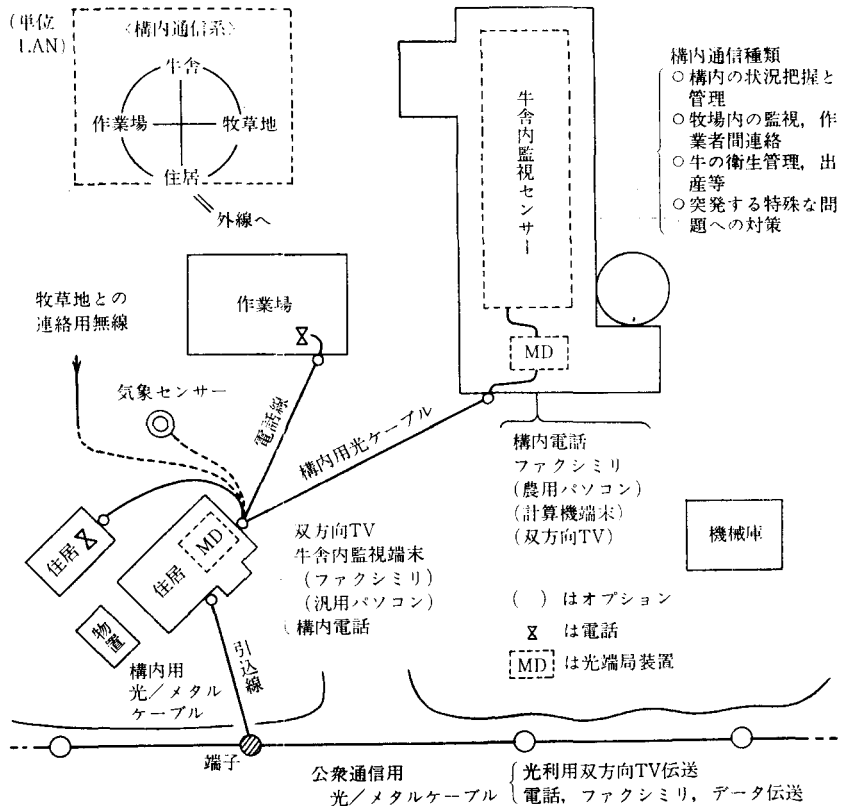 (単位
LAN)
〈構内通信系〉
牛舎
作業場
牧草地
住居
外線へ
牛舎内監視センサー
MD
構内通信種類
○構内の状況把握と
管理
○牧場内の監視，作
業者間連絡
○牛の衛生管理，出
産等
○突発する特殊な問
題への対策
牧草地との
連絡用無線
作業場
気象センサー
電話線
構内用光ケーブル
構内電話
ファクシミリ
(農用パソコン)
(計算機端末)
(双方向TV)
機械庫
住居
住居
MD
物置
双方向TV
牛舎内監視端末
(ファクシミリ)
(汎用パソコン)
構内電話
( ) はオプション
は電話
MD は光端局装置
引込線
構内用
光／メタル
ケーブル
端子
公衆通信用
光／メタルケーブル
光利用双方向TV伝送
電話，ファクシミリ，データ伝送